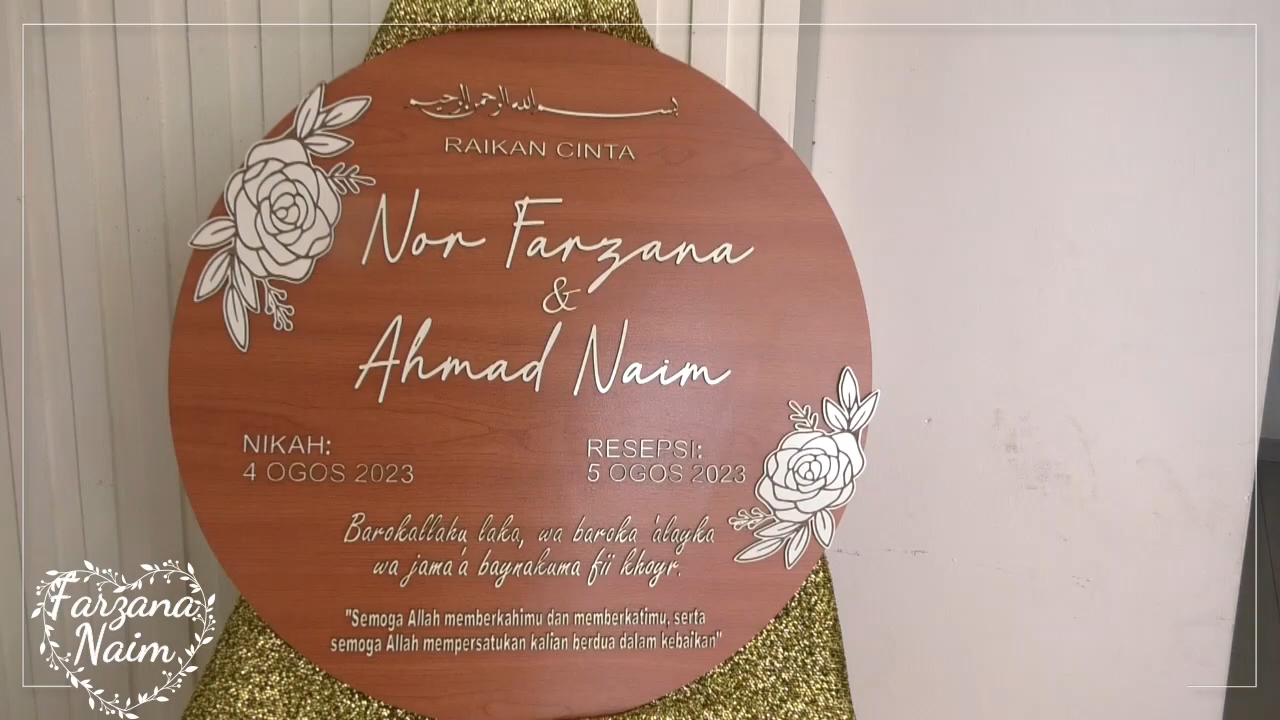 بسم الله الرحمن الرحيم
RAIKAN CINTA
Nor Farzana
&
Ahmad Naim
NIKAH:
4 OGOS 2023
RESEPSI:
5 OGOS 2023
Barokallahu laka, wa baroka 'alayka
wa jama'a baynakuma fii khoyr.
"Semoga Allah memberkahimu dan memberkatimu, serta
semoga Allah mempersatukan kalian berdua dalam kebaikan"
Farzana
Naim